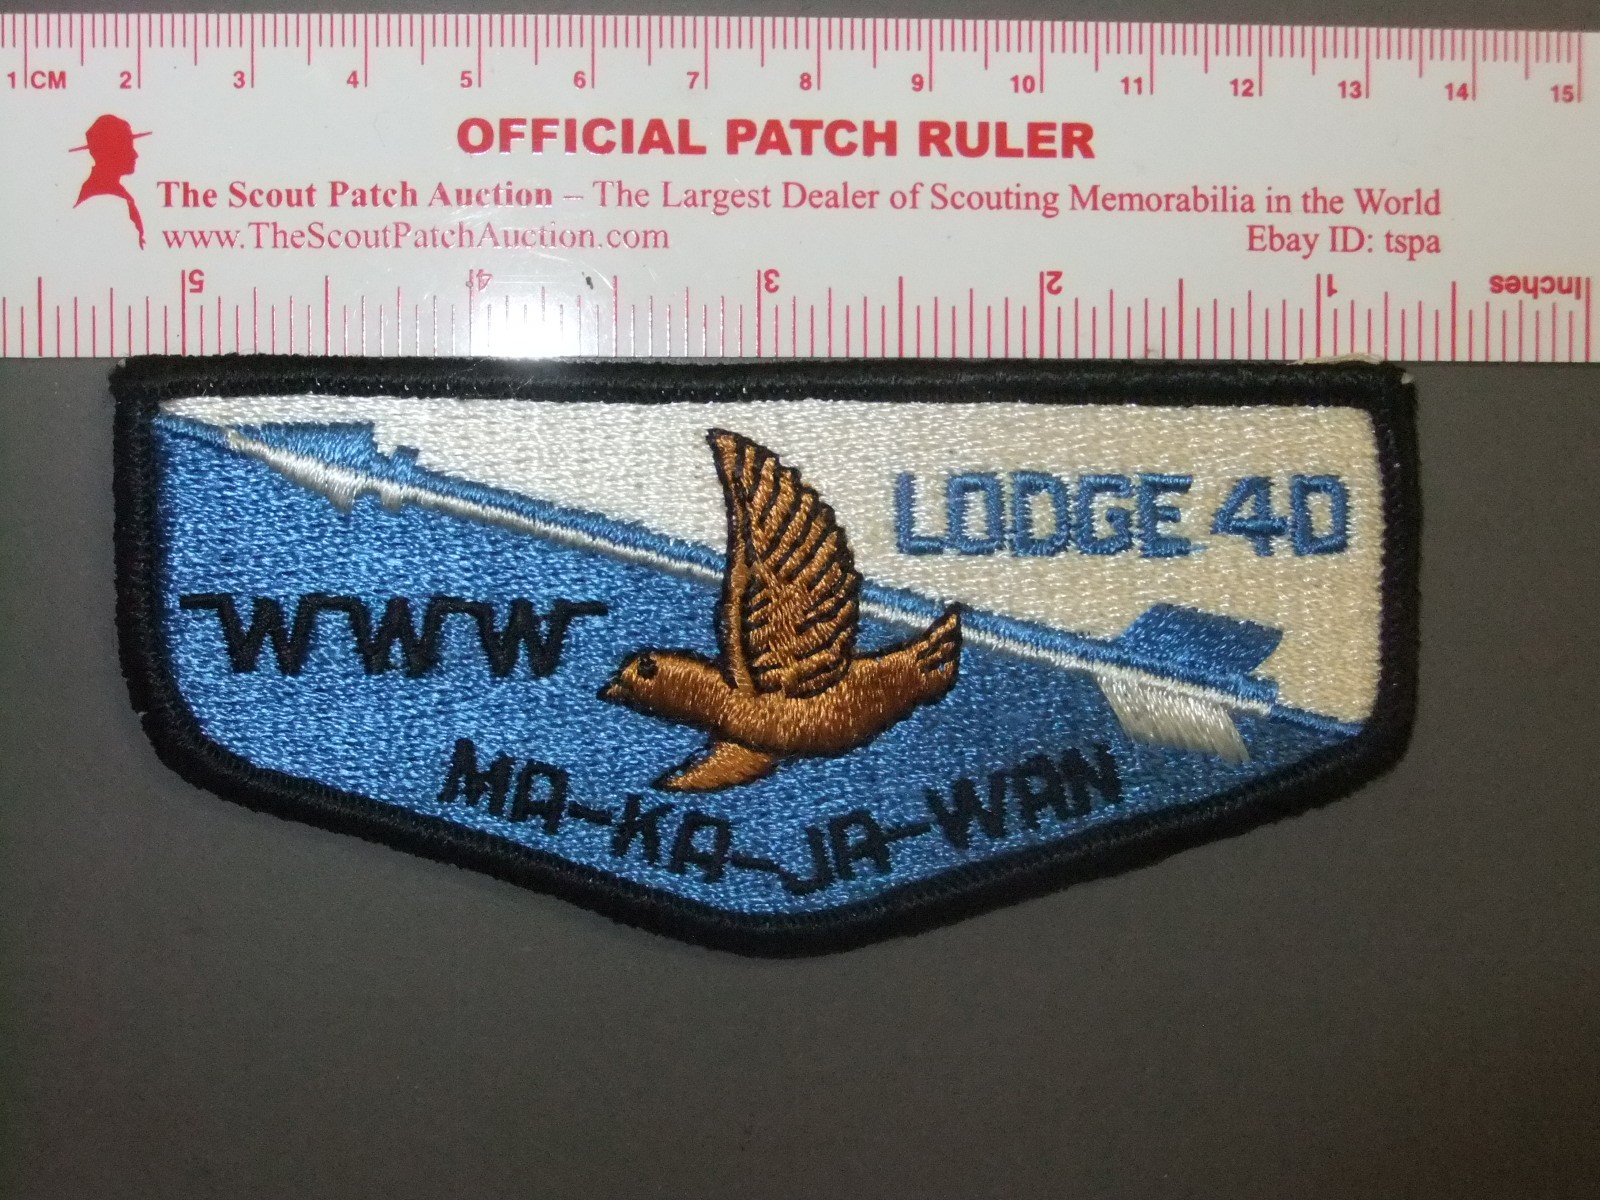 1 CM 2 3 4 5 6 7 8 9 10 11 12 13 14 15
OFFICIAL PATCH RULER
The Scout Patch Auction – The Largest Dealer of Scouting Memorabilia in the World
www.TheScoutPatchAuction.com Ebay ID: tspa
5 4 3 2 1 Inches
LODGE 40
WWW
MA-KA-JA-WAN